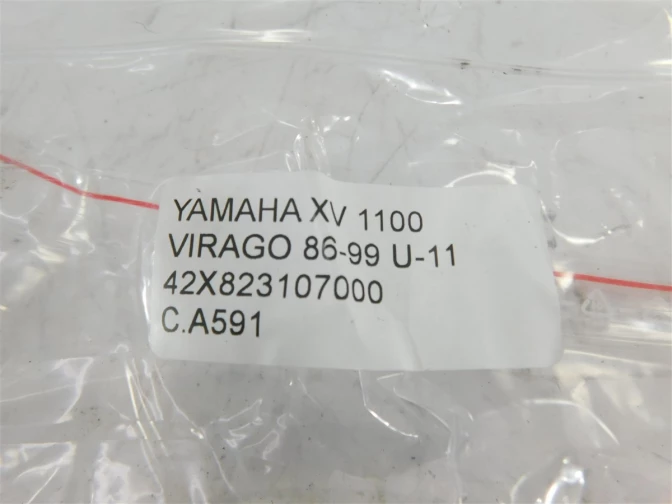 YAMAHA XV 1100
VIRAGO 86-99 U-11
42X823107000
C.A591